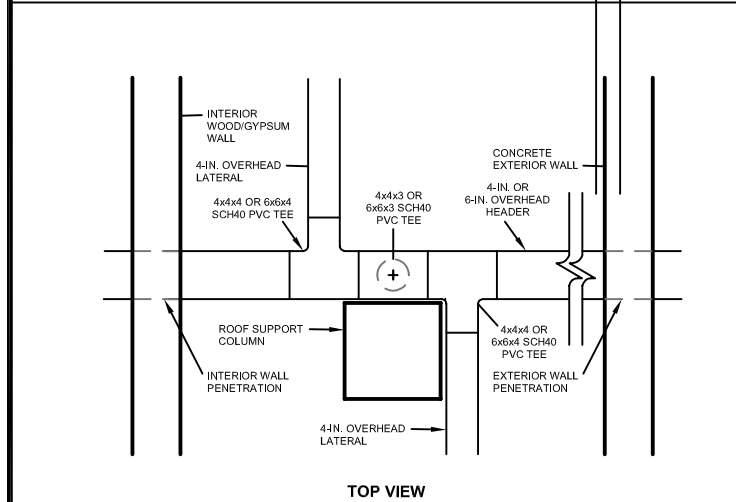 INTERIOR
WOOD/GYPSUM
WALL
4-IN. OVERHEAD
LATERAL
4x4x4 OR 6x6x4
SCH40 PVC TEE
4x4x3 OR
6x6x3 SCH40
PVC TEE
CONCRETE
EXTERIOR WALL
4-IN. OR
6-IN. OVERHEAD
HEADER
ROOF SUPPORT
COLUMN
4x4x4 OR
6x6x4 SCH40
PVC TEE
INTERIOR WALL
PENETRATION
EXTERIOR WALL
PENETRATION
4-IN. OVERHEAD
LATERAL
TOP VIEW